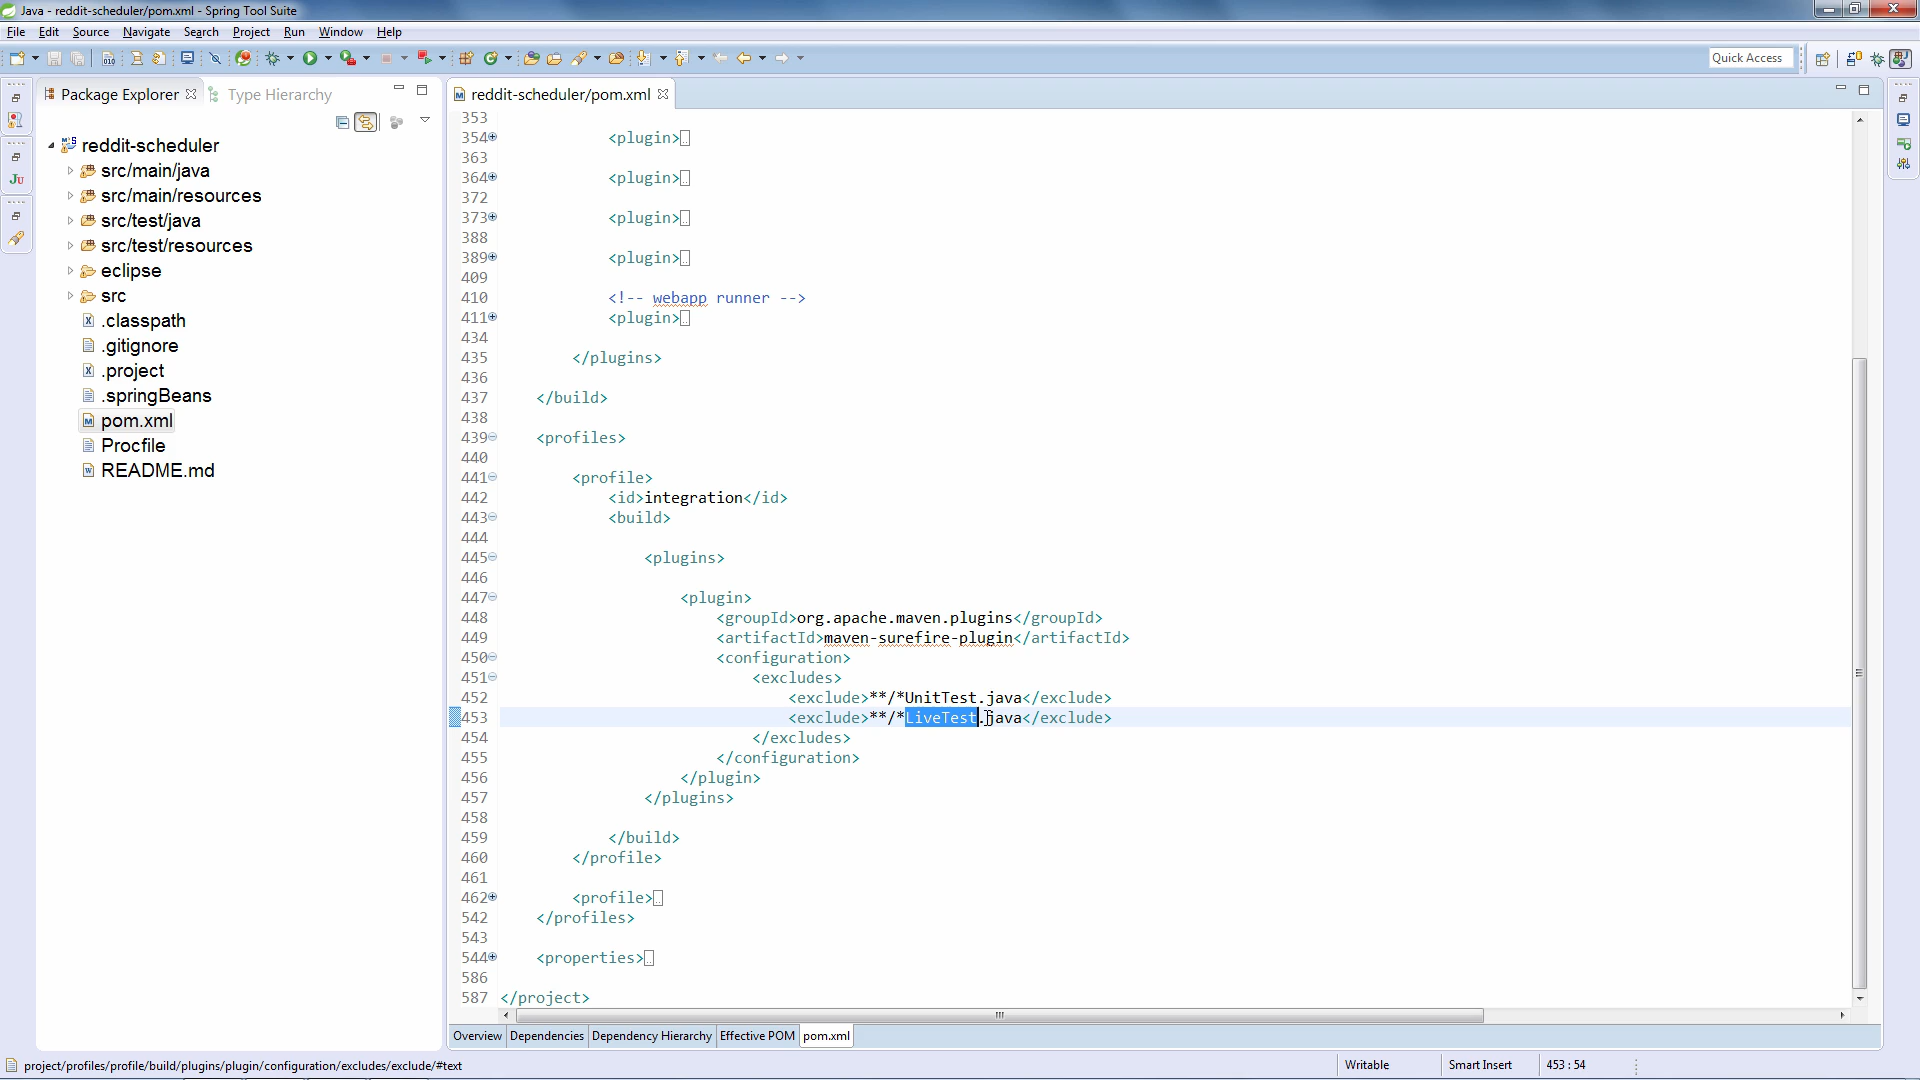 Java - reddit-scheduler/pom.xml - Spring Tool Suite
File Edit Source Navigate Search Project Run Window Help
Quick Access
Package Explorer Type Hierarchy
reddit-scheduler
src/main/java
src/main/resources
src/test/java
src/test/resources
eclipse
src
.classpath
.gitignore
.project
.springBeans
pom.xml
Procfile
README.md
reddit-scheduler/pom.xml
353
354 <plugin>
363
364 <plugin>
372
373 <plugin>
388
389 <plugin>
409
410 <!-- webapp runner -->
411 <plugin>
434
435 </plugins>
436
437 </build>
438
439 <profiles>
440
441 <profile>
442 <id>integration</id>
443 <build>
444
445 <plugins>
446
447 <plugin>
448 <groupId>org.apache.maven.plugins</groupId>
449 <artifactId>maven-surefire-plugin</artifactId>
450 <configuration>
451 <excludes>
452 <exclude>**/*UnitTest.java</exclude>
453 <exclude>**/*LiveTest.java</exclude>
454 </excludes>
455 </configuration>
456 </plugin>
457 </plugins>
458
459 </build>
460 </profile>
461
462 <profile>
542 </profiles>
543
544 <properties>
586
587 </project>
Overview Dependencies Dependency Hierarchy Effective POM pom.xml
project/profiles/profile/build/plugins/plugin/configuration/excludes/exclude/#text
Writable Smart Insert 453 : 54